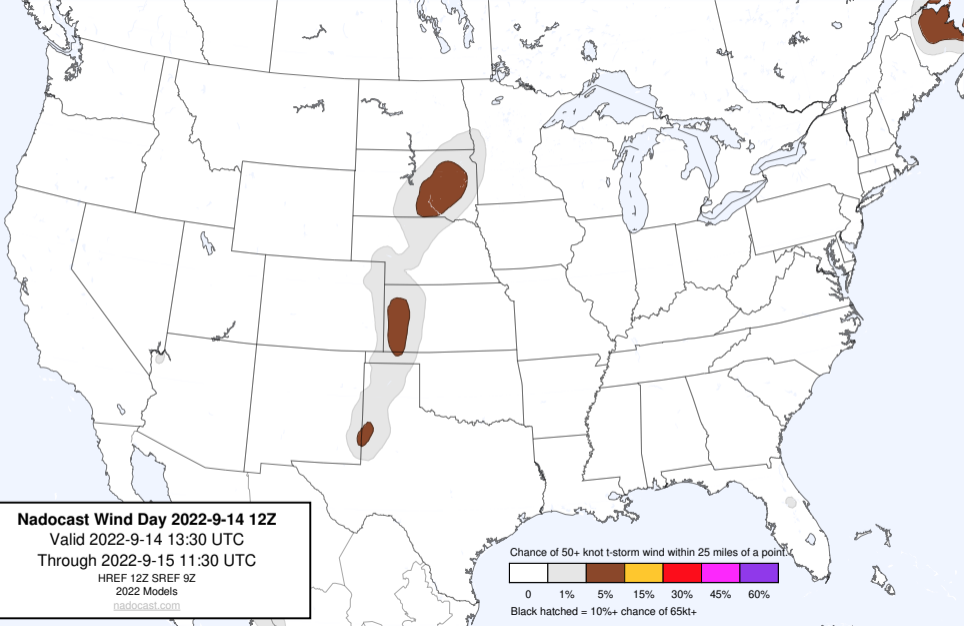 Nadocast Wind Day 2022-9-14 12Z
Valid 2022-9-14 13:30 UTC
Through 2022-9-15 11:30 UTC
HREF 12Z SREF 9Z
2022 Models
nadocast.com
Chance of 50+ knot t-storm wind within 25 miles of a point.
0 1% 5% 15% 30% 45% 60%
Black hatched = 10%+ chance of 65kt+